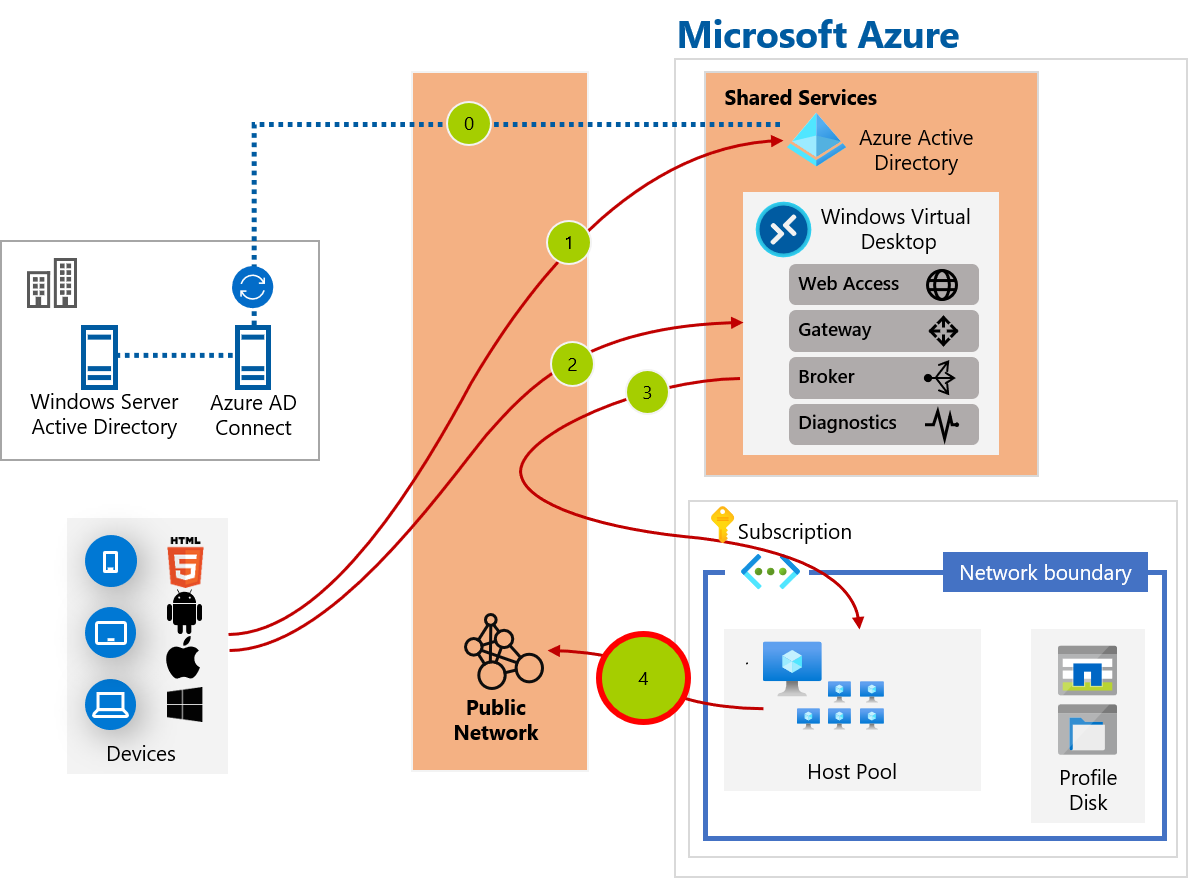 Microsoft Azure
Shared Services
0
Azure Active
Directory
1
Windows Virtual
Desktop
Web Access
Gateway
Broker
Diagnostics
2
3
Windows Server
Active Directory
Azure AD
Connect
HTML
5
Devices
Subscription
Network boundary
4
Public
Network
Host Pool
Profile
Disk